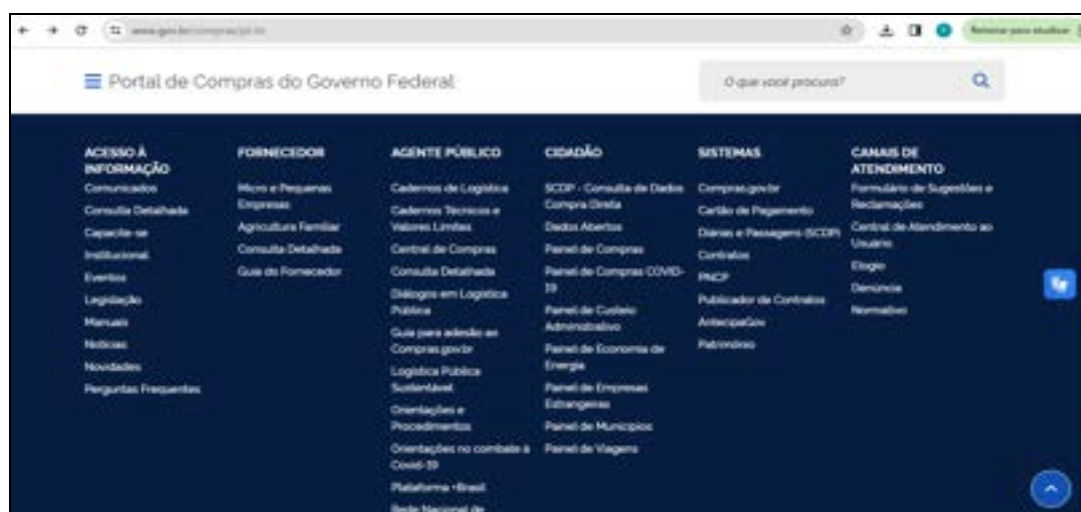 www.gov.br/compras/pt-br
Portal de Compras do Governo Federal
O que você procura?
ACESSO À
INFORMAÇÃO
Comunicados
Consulta Detalhada
Capacite-se
Institucional
Eventos
Legislação
Manuais
Notícias
Novidades
Perguntas Frequentes
FORNECEDOR
Micro e Pequenas
Empresas
Agricultura Familiar
Consulta Detalhada
Guia do Fornecedor
AGENTE PÚBLICO
Cadernos de Logística
Cadernos Técnicos e
Valores Limites
Central de Compras
Consulta Detalhada
Diálogos em Logística
Pública
Guia para adesão ao
Compras.gov.br
Logística Pública
Sustentável
Orientações e
Procedimentos
Orientações no combate à
Covid-19
Plataforma +Brasil
Rede Nacional de
CIDADÃO
SCDP - Consulta de Dados
Compra Direta
Dados Abertos
Painel de Compras
Painel de Compras COVID-
19
Painel de Custeio
Administrativo
Painel de Economia de
Energia
Painel de Empresas
Estrangeiras
Painel de Municípios
Painel de Viagens
SISTEMAS
Compras.gov.br
Cartão de Pagamento
Diárias e Passagens (SCDP)
Contratos
PNCP
Publicador de Contratos
AntecipaGov
Patrimônio
CANAIS DE
ATENDIMENTO
Formulário de Sugestões e
Reclamações
Central de Atendimento ao
Usuário
Elogio
Denúncia
Normativo